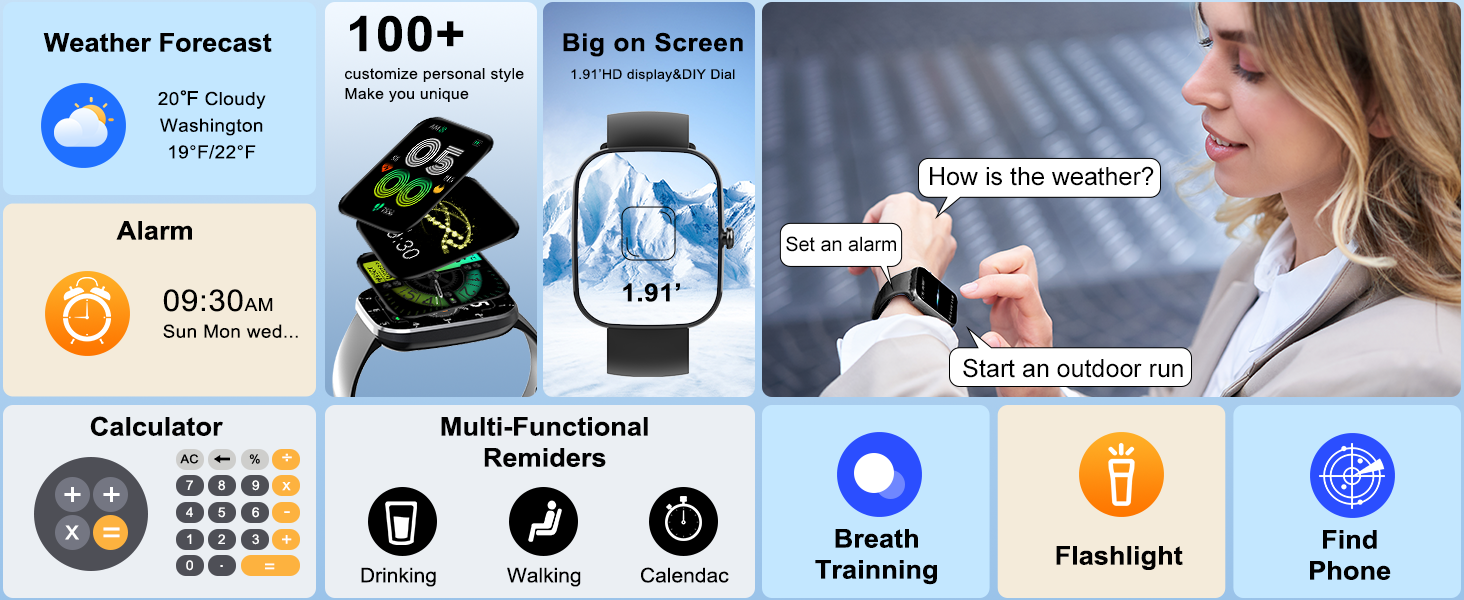 Weather Forecast
20°F Cloudy
Washington
19°F/22°F
Alarm
09:30AM
Sun Mon wed...
100+
customize personal style
Make you unique
05
00
Big on Screen
1.91'HD display&DIY Dial
1.91’
How is the weather?
Set an alarm
Start an outdoor run
Calculator
AC ← % ÷
7 8 9 x
4 5 6 -
1 2 3 +
0 · =
+ +
x =
Multi-Functional
Remiders
Drinking
Walking
Calendac
Breath
Trainning
Flashlight
Find
Phone